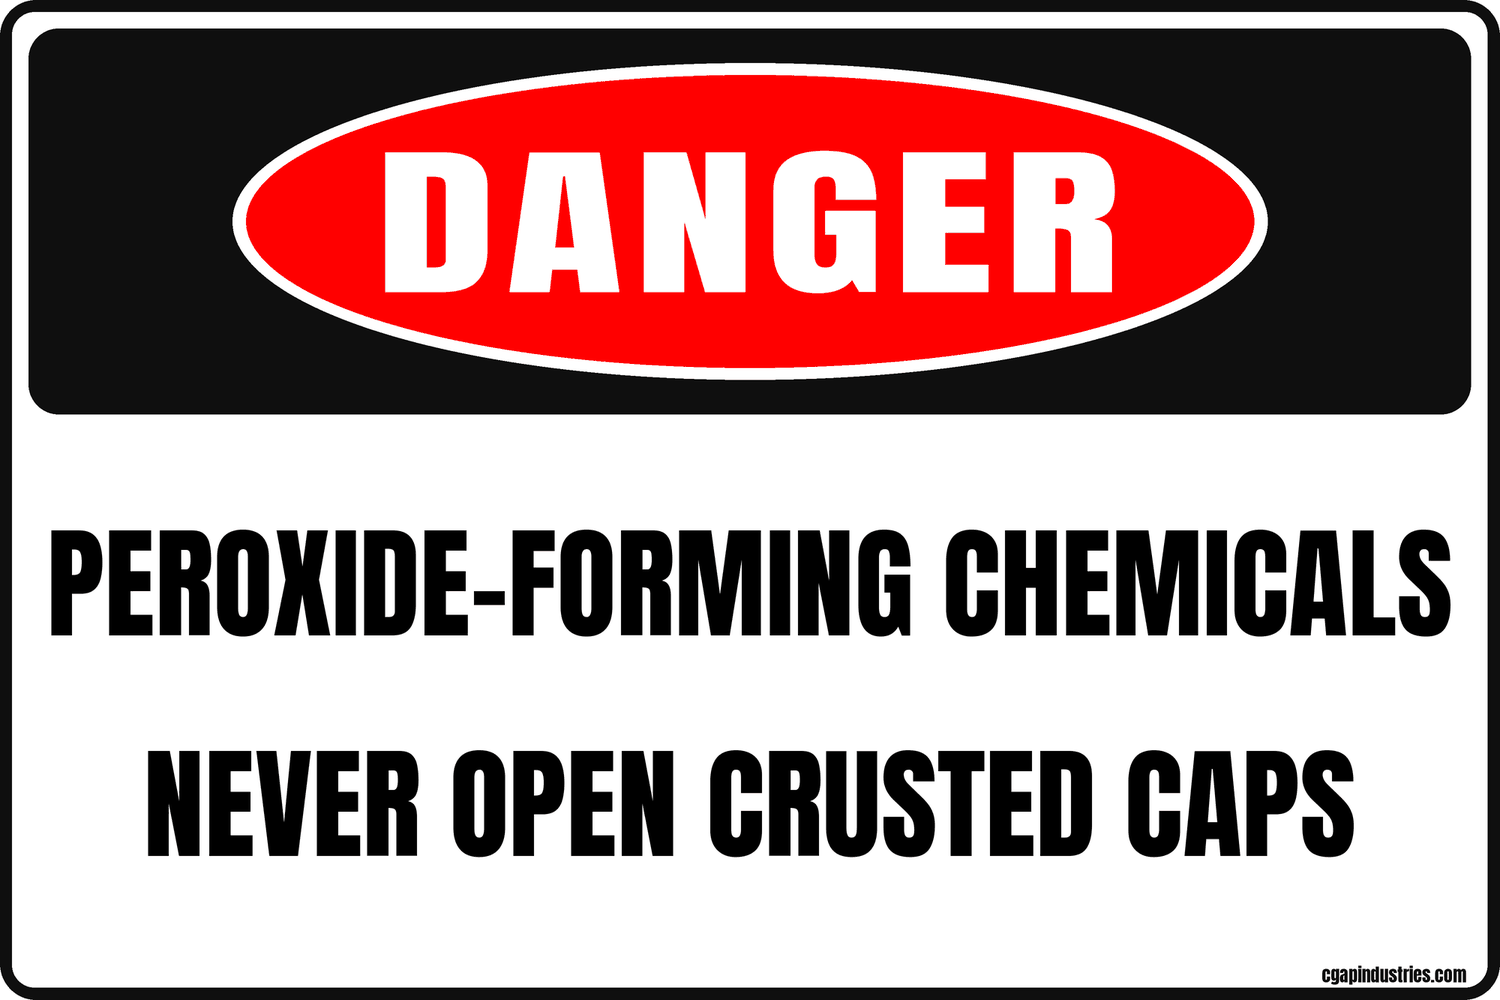 DANGER
PEROXIDE-FORMING CHEMICALS
NEVER OPEN CRUSTED CAPS
cgapindustries.com